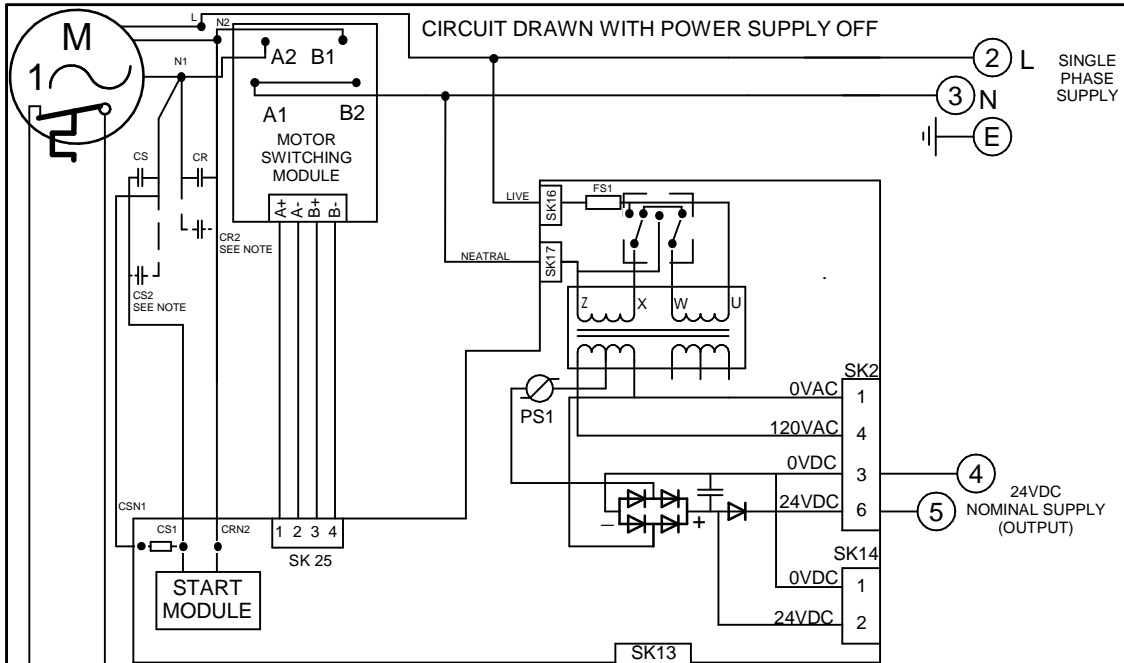 CIRCUIT DRAWN WITH POWER SUPPLY OFF
M
1
L
N2
N1
A2 B1
A1 B2
MOTOR
SWITCHING
MODULE
A+ A- B+ B-
2 L
3 N
E
SINGLE
PHASE
SUPPLY
CS
CR
CR2
SEE NOTE
CS2
SEE NOTE
LIVE
SK16
FS1
NEATRAL
SK17
Z X W U
PS1
SK2
0VAC 1
120VAC 4
0VDC 3
24VDC 6
4
5
24VDC
NOMINAL SUPPLY
(OUTPUT)
– +
SK14
0VDC 1
24VDC 2
CSN1
CS1
CRN2
1 2 3 4
SK 25
START
MODULE
SK13